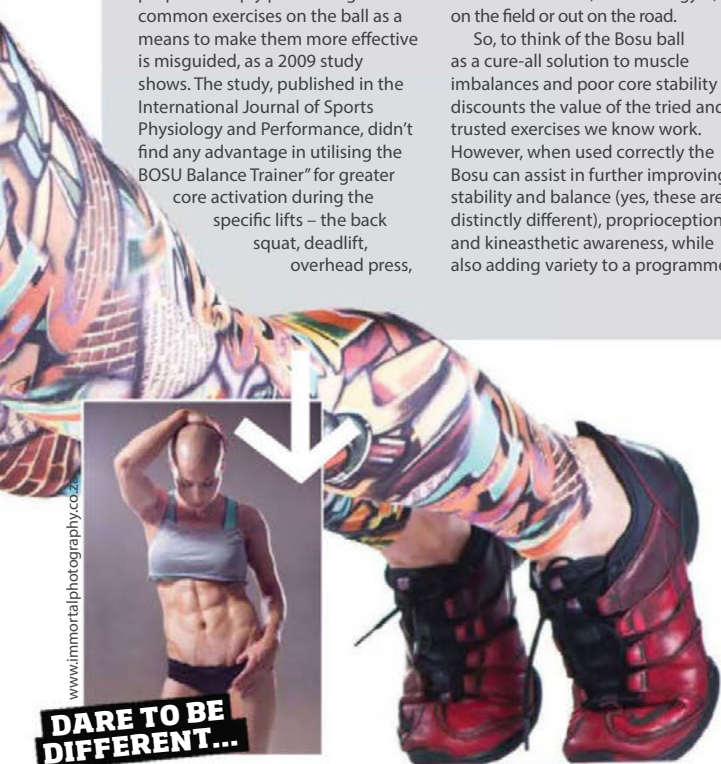 common exercises on the ball as a
means to make them more effective
is misguided, as a 2009 study
shows. The study, published in the
International Journal of Sports
Physiology and Performance, didn't
find any advantage in utilising the
BOSU Balance Trainer” for greater
core activation during the
specific lifts – the back
squat, deadlift,
overhead press,
on the field or out on the road.
So, to think of the Bosu ball
as a cure-all solution to muscle
imbalances and poor core stability
discounts the value of the tried and
trusted exercises we know work.
However, when used correctly the
Bosu can assist in further improving
stability and balance (yes, these are
distinctly different), proprioception
and kineasthetic awareness, while
also adding variety to a programme
www.immortalphotography.co.za
DARE TO BE
DIFFERENT...